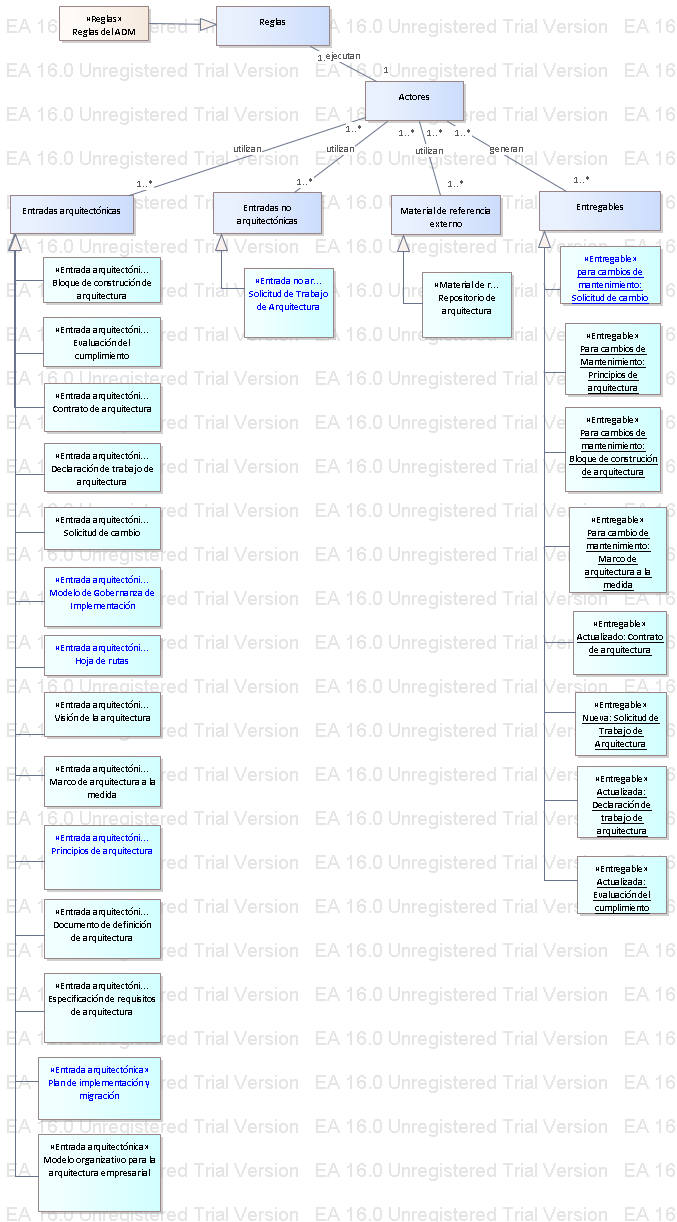 «Reglas»
Reglas del ADM
Reglas
1..
ejecutan
1
Actores
1..*
1..*
1..*
1..*
utilizan
utilizan
utilizan
generan
1..*
1..*
1..*
1..*
Entradas arquitectónicas
Entradas no
arquitectónicas
Material de referencia
externo
Entregables
«Entrada arquitectóni...
Bloque de construción de
arquitectura
«Entrada arquitectóni...
Evaluación del
cumplimiento
«Entrada arquitectóni...
Contrato de arquitectura
«Entrada arquitectóni...
Declaración de trabajo de
arquitectura
«Entrada arquitectóni...
Solicitud de cambio
«Entrada arquitectóni...
Modelo de Gobernanza de
Implementación
«Entrada arquitectóni...
Hoja de rutas
«Entrada arquitectóni...
Visión de la arquitectura
«Entrada arquitectóni...
Marco de arquitectura a la
medida
«Entrada arquitectóni...
Principios de arquitectura
«Entrada arquitectóni...
Documento de definición
de arquitectura
«Entrada arquitectóni...
Especificación de requisitos
de arquitectura
«Entrada arquitectónica»
Plan de implementación y
migración
«Entrada arquitectónica»
Modelo organizativo para la
arquitectura empresarial
«Entrada no ar...
Solicitud de Trabajo
de Arquitectura
«Material de r...
Repositorio de
arquitectura
«Entregable»
para cambios de
mantenimiento:
Solicitud de cambio
«Entregable»
Para cambios de
Mantenimiento:
Principios de
arquitectura
«Entregable»
Para cambios de
mantenimiento:
Bloque de construción
de arquitectura
«Entregable»
Para cambio de
mantenimiento:
Marco de
arquitectura a la
medida
«Entregable»
Actualizado: Contrato
de arquitectura
«Entregable»
Nueva: Solicitud de
Trabajo de
Arquitectura
«Entregable»
Actualizada:
Declaración de
trabajo de
arquitectura
«Entregable»
Actualizada:
Evaluación del
cumplimiento
EA 16.0 Unregistered Trial Version